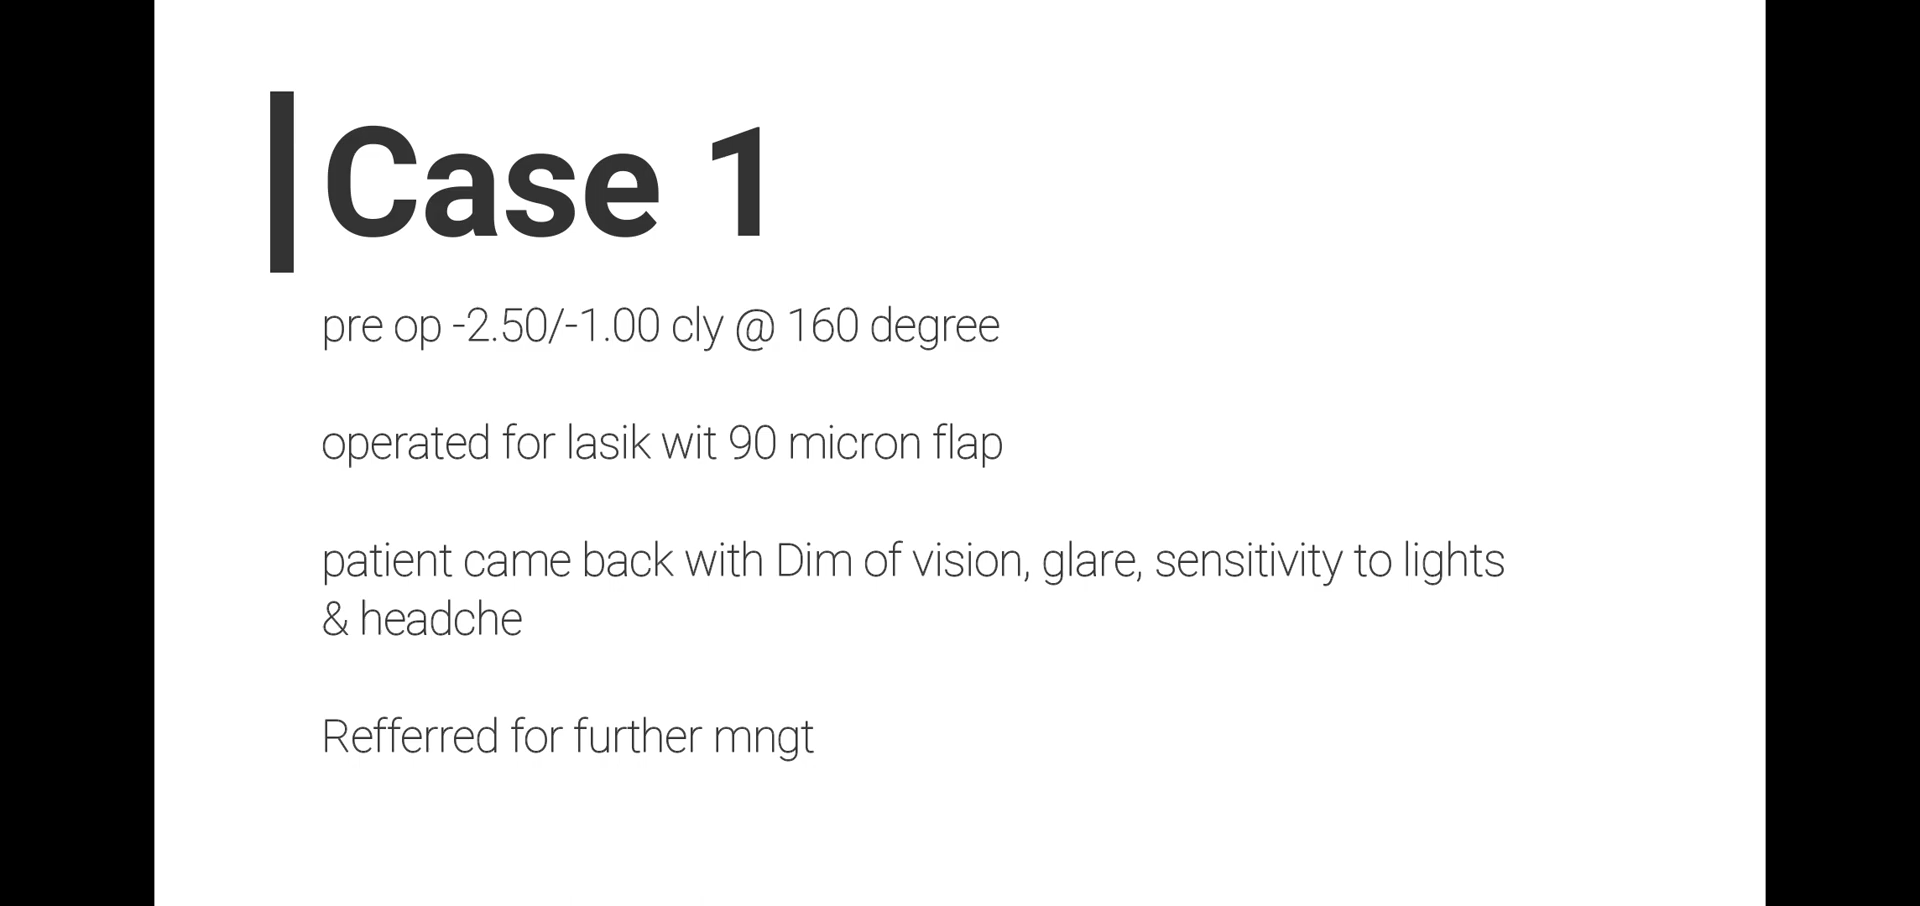 Case 1
pre op -2.50/-1.00 cly @ 160 degree
operated for lasik wit 90 micron flap
patient came back with Dim of vision, glare, sensitivity to lights
& headche
Refferred for further mngt